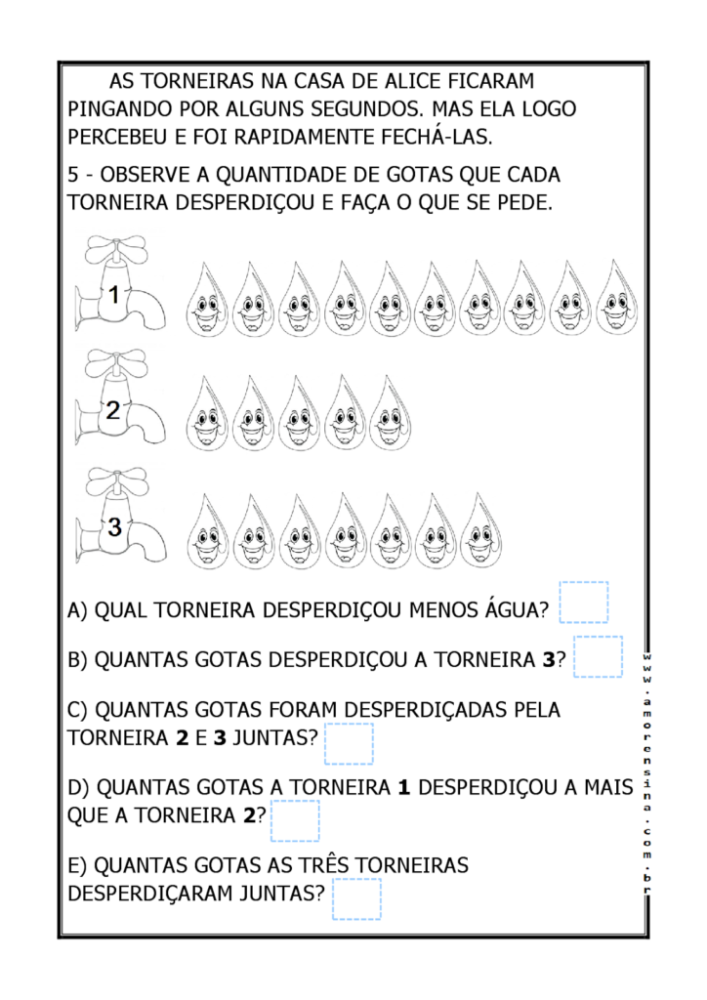 AS TORNEIRAS NA CASA DE ALICE FICARAM
PINGANDO POR ALGUNS SEGUNDOS. MAS ELA LOGO
PERCEBEU E FOI RAPIDAMENTE FECHÁ-LAS.
5 - OBSERVE A QUANTIDADE DE GOTAS QUE CADA
TORNEIRA DESPERDIÇOU E FAÇA O QUE SE PEDE.
1
2
3
A) QUAL TORNEIRA DESPERDIÇOU MENOS ÁGUA?
B) QUANTAS GOTAS DESPERDIÇOU A TORNEIRA 3?
C) QUANTAS GOTAS FORAM DESPERDIÇADAS PELA
TORNEIRA 2 E 3 JUNTAS?
D) QUANTAS GOTAS A TORNEIRA 1 DESPERDIÇOU A MAIS
QUE A TORNEIRA 2?
E) QUANTAS GOTAS AS TRÊS TORNEIRAS
DESPERDIÇARAM JUNTAS?
www.amorensina.com.br